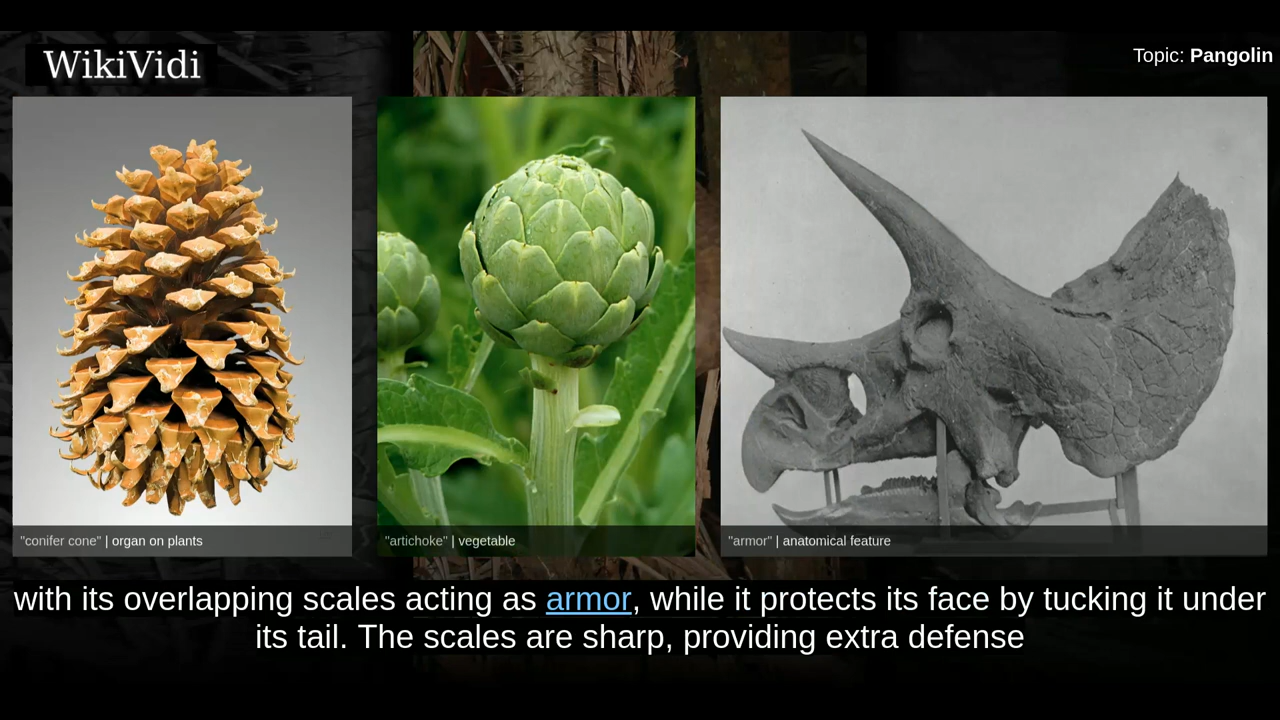 WikiVidi
Topic: Pangolin
"conifer cone" | organ on plants
"artichoke" | vegetable
"armor" | anatomical feature
with its overlapping scales acting as armor, while it protects its face by tucking it under
its tail. The scales are sharp, providing extra defense